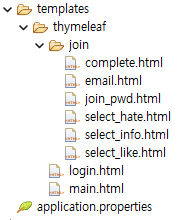 templates
thymeleaf
join
complete.html
email.html
join_pwd.html
select_hate.html
select_info.html
select_like.html
login.html
main.html
application.properties